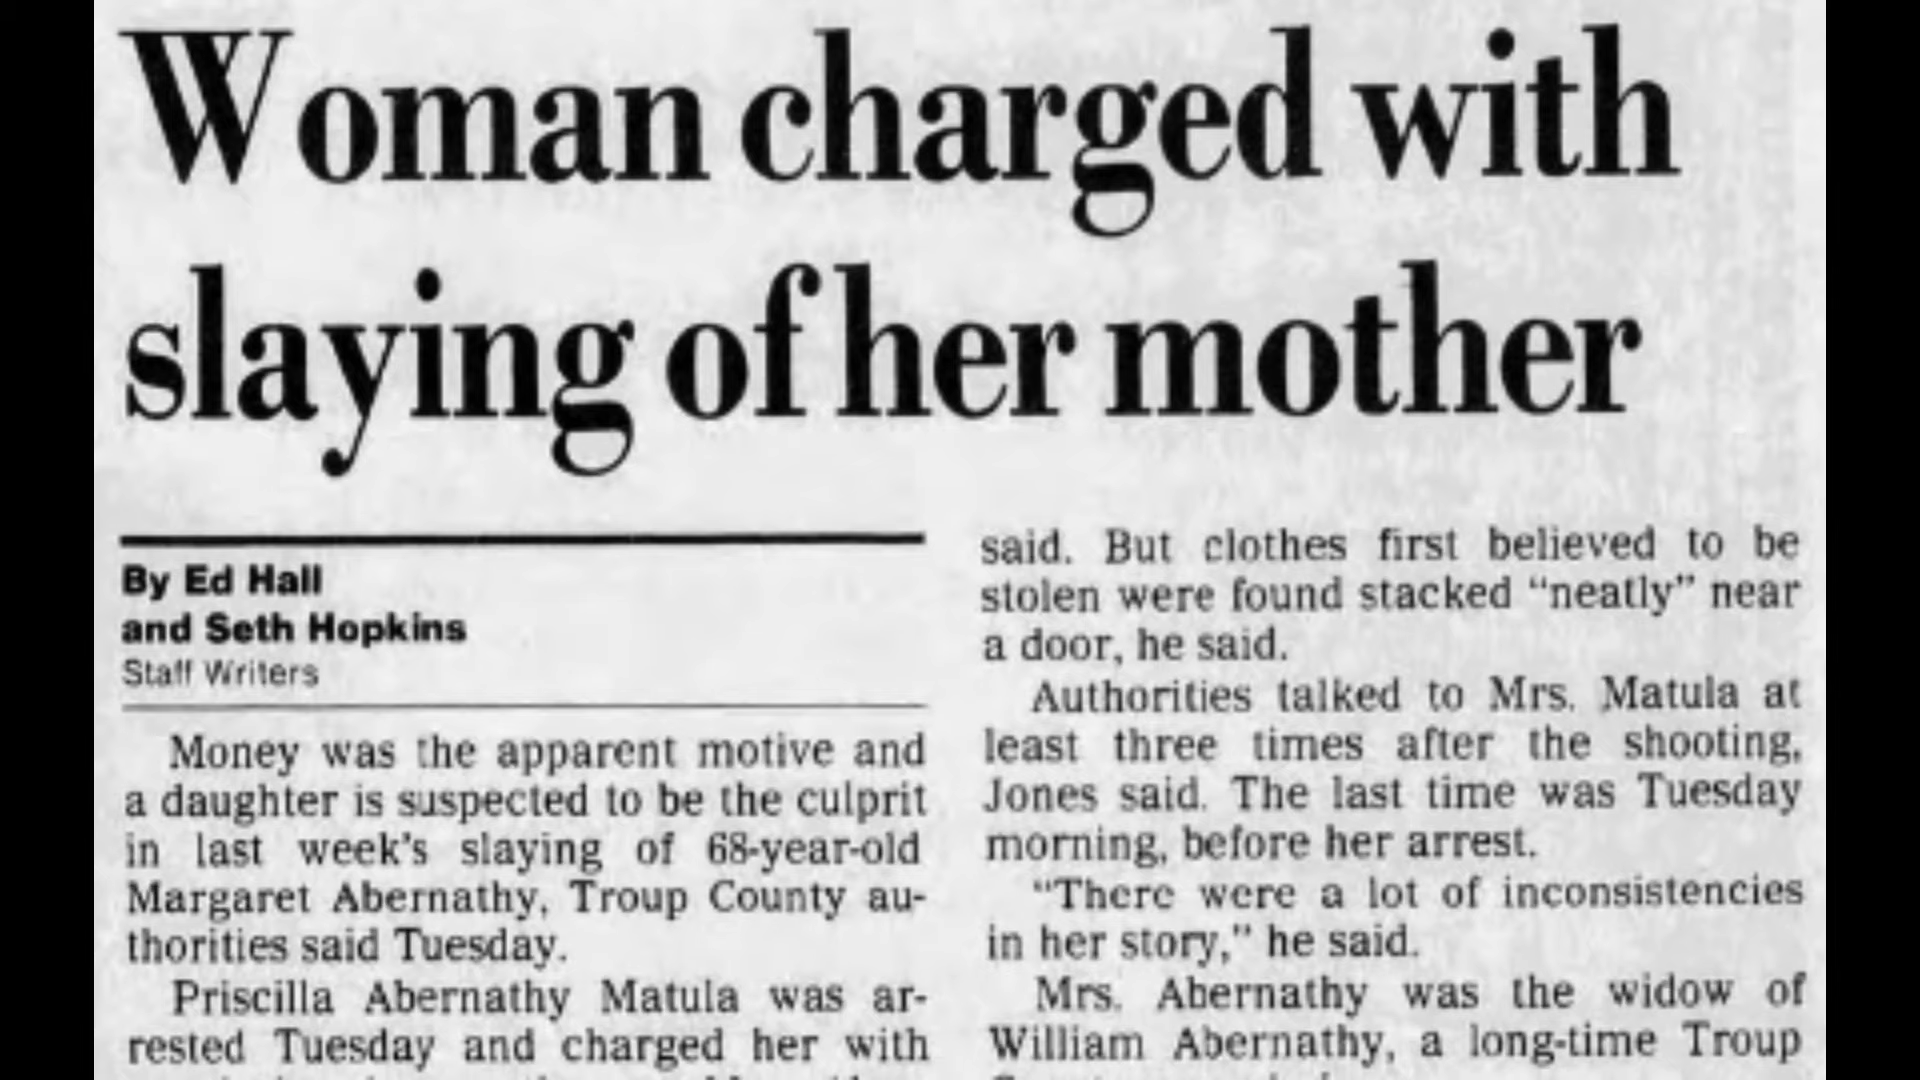 Woman charged with
slaying of her mother
By Ed Hall
and Seth Hopkins
Staff Writers
Money was the apparent motive and
a daughter is suspected to be the culprit
in last week's slaying of 68-year-old
Margaret Abernathy, Troup County au-
thorities said Tuesday.
Priscilla Abernathy Matula was ar-
rested Tuesday and charged her with
said. But clothes first believed to be
stolen were found stacked “neatly” near
a door, he said.
Authorities talked to Mrs. Matula at
least three times after the shooting,
Jones said. The last time was Tuesday
morning, before her arrest.
“There were a lot of inconsistencies
in her story,” he said.
Mrs. Abernathy was the widow of
William Abernathy, a long-time Troup